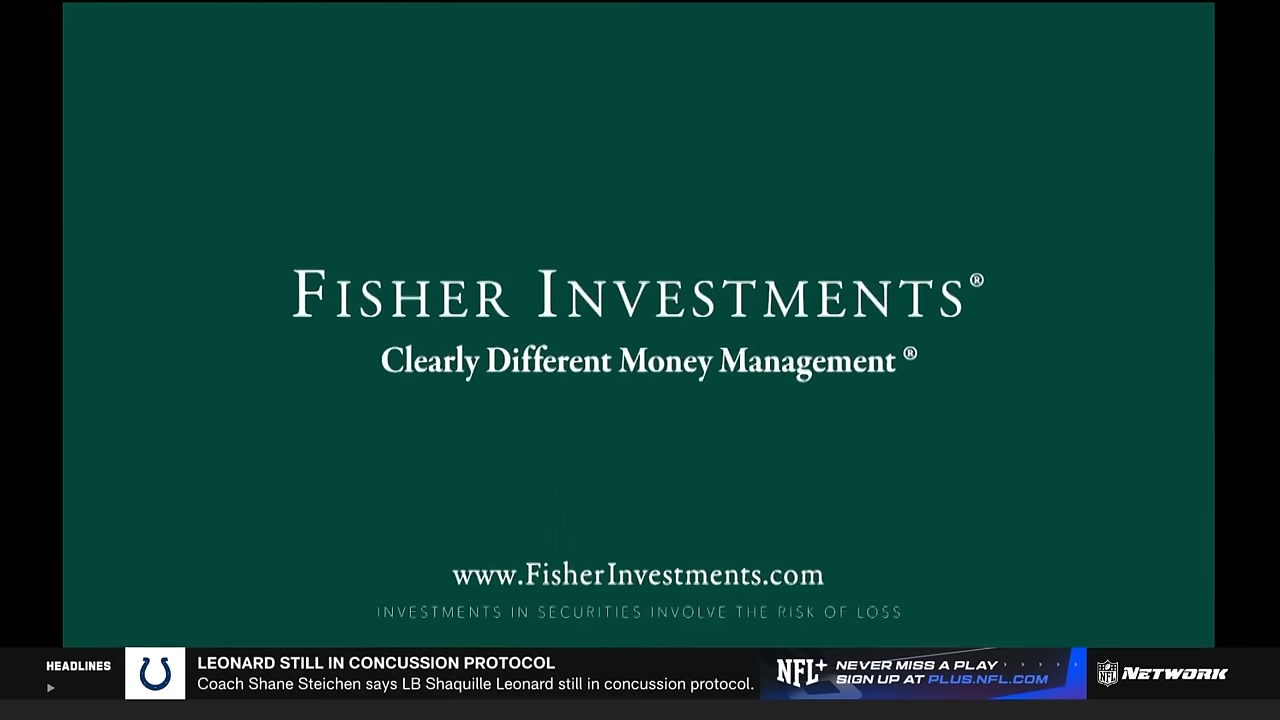 FISHER INVESTMENTS®
Clearly Different Money Management ®
www.FisherInvestments.com
INVESTMENTS IN SECURITIES INVOLVE THE RISK OF LOSS
HEADLINES
LEONARD STILL IN CONCUSSION PROTOCOL
Coach Shane Steichen says LB Shaquille Leonard still in concussion protocol.
NFL+
NEVER MISS A PLAY
SIGN UP AT PLUS.NFL.COM
NFL NETWORK